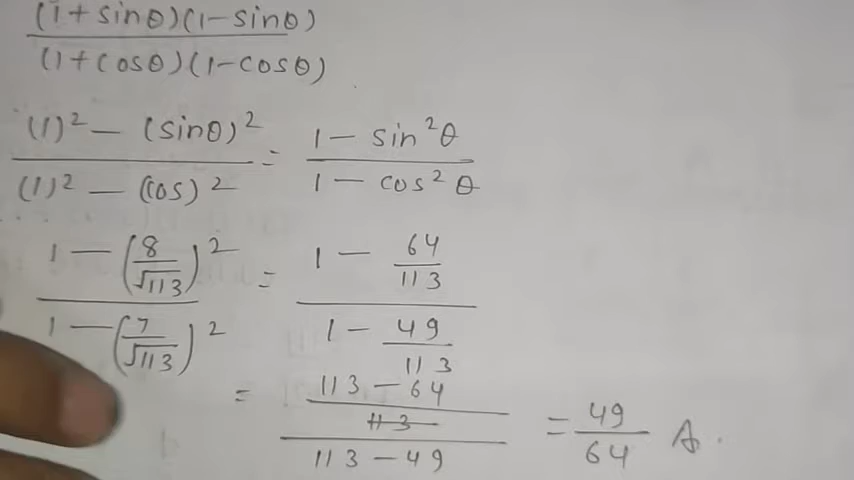 (1+sinθ)(1-sinθ)
(1+cosθ)(1-cosθ)
(1)² - (sinθ)² = 1 - sin²θ
(1)² - (cos)² 1 - cos²θ
1 - (8/√113)² = 1 - 64/113
1 - (7/√113)² 1 - 49/113
= 113 - 64
113 = 49/64 A.
113 - 49